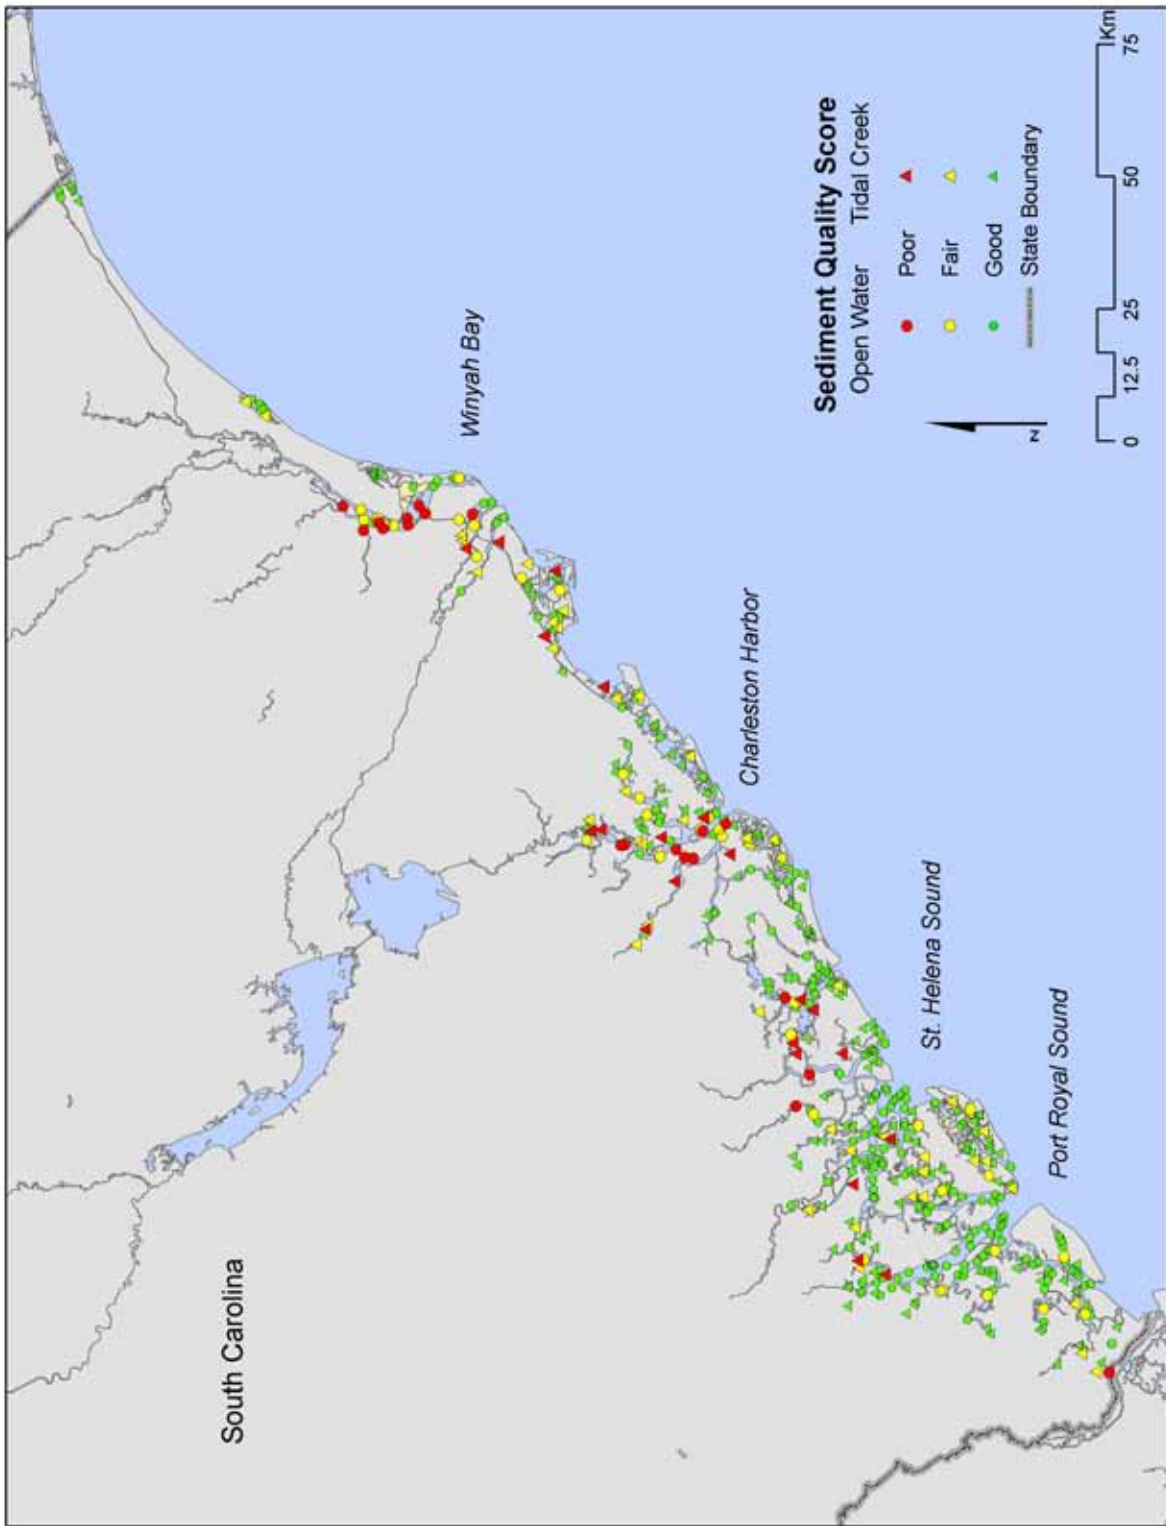 South Carolina
Winyah Bay
Charleston Harbor
St. Helena Sound
Port Royal Sound
Sediment Quality Score
Open Water Tidal Creek
Poor
Fair
Good
State Boundary
N
0 12.5 25 50 75
Km